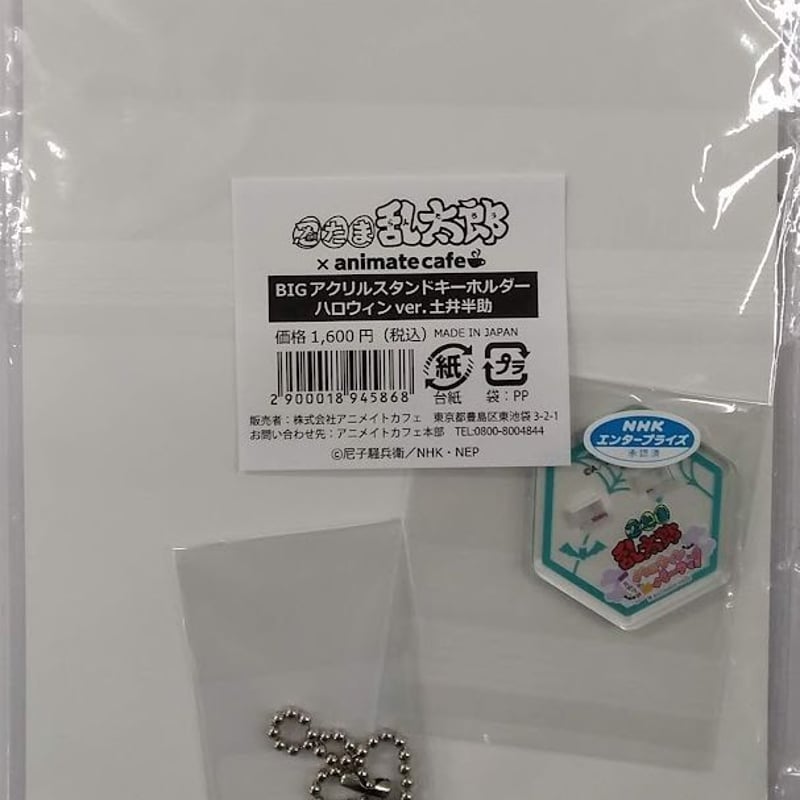 忍たま乱太郎
× animatecafe
BIGアクリルスタンドキーホルダー
ハロウィンver.土井半助
価格1,600円（税込） MADE IN JAPAN
2900018945868
紙 プラ
台紙 袋：PP
販売者：株式会社アニメイトカフェ 東京都豊島区東池袋3-2-1
お問い合わせ先：アニメイトカフェ本部 TEL:0800-8004844
©尼子騒兵衛／NHK・NEP
NHK
エンタープライズ
承認済
忍たま
乱太郎